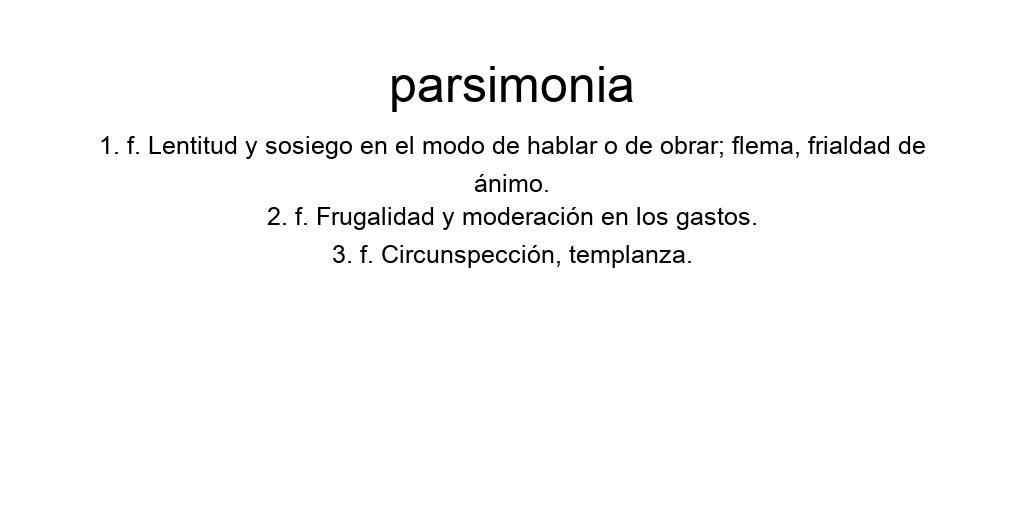 parsimonia
1. f. Lentitud y sosiego en el modo de hablar o de obrar; flema, frialdad de
ánimo.
2. f. Frugalidad y moderación en los gastos.
3. f. Circunspección, templanza.